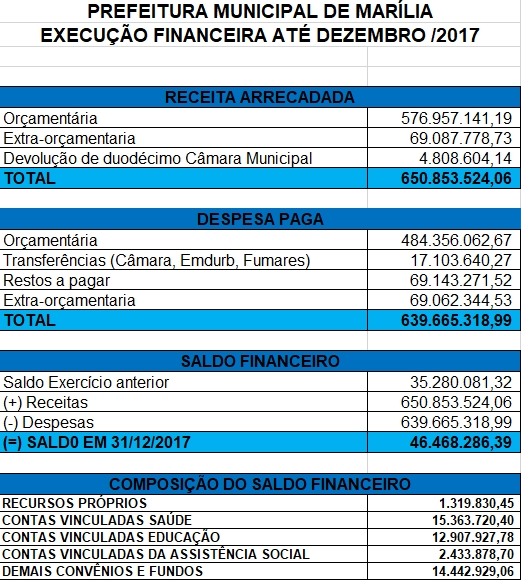 PREFEITURA MUNICIPAL DE MARÍLIA
EXECUÇÃO FINANCEIRA ATÉ DEZEMBRO /2017
RECEITA ARRECADADA
Orçamentária 576.957.141,19
Extra-orçamentaria 69.087.778,73
Devolução de duodécimo Câmara Municipal 4.808.604,14
TOTAL 650.853.524,06
DESPESA PAGA
Orçamentária 484.356.062,67
Transferências (Câmara, Emdurb, Fumares) 17.103.640,27
Restos a pagar 69.143.271,52
Extra-orçamentaria 69.062.344,53
TOTAL 639.665.318,99
SALDO FINANCEIRO
Saldo Exercício anterior 35.280.081,32
(+) Receitas 650.853.524,06
(-) Despesas 639.665.318,99
(=) SALD0 EM 31/12/2017 46.468.286,39
COMPOSIÇÃO DO SALDO FINANCEIRO
RECURSOS PRÓPRIOS 1.319.830,45
CONTAS VINCULADAS SAÚDE 15.363.720,40
CONTAS VINCULADAS EDUCAÇÃO 12.907.927,78
CONTAS VINCULADAS DA ASSISTÊNCIA SOCIAL 2.433.878,70
DEMAIS CONVÊNIOS E FUNDOS 14.442.929,06